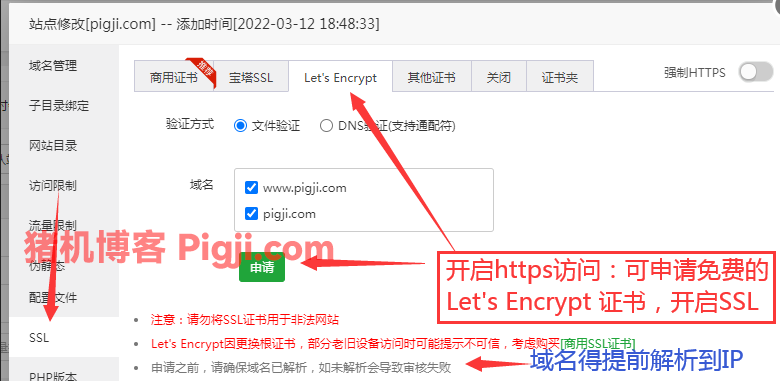 站点修改[pigji.com] -- 添加时间[2022-03-12 18:48:33]
域名管理
子目录绑定
网站目录
访问限制
流量限制
伪静态
配置文件
SSL
PHP版本
商用证书
推荐
宝塔SSL
Let's Encrypt
其他证书
关闭
证书夹
强制HTTPS
验证方式
文件验证
DNS验证(支持通配符)
域名
www.pigji.com
pigji.com
猪机博客 Pigji.com
申请
开启https访问：可申请免费的
Let's Encrypt 证书，开启SSL
注意：请勿将SSL证书用于非法网站
Let's Encrypt因更换根证书，部分老旧设备访问时可能提示不可信，考虑购买[商用SSL证书]
申请之前，请确保域名已解析，如未解析会导致审核失败
域名得提前解析到IP